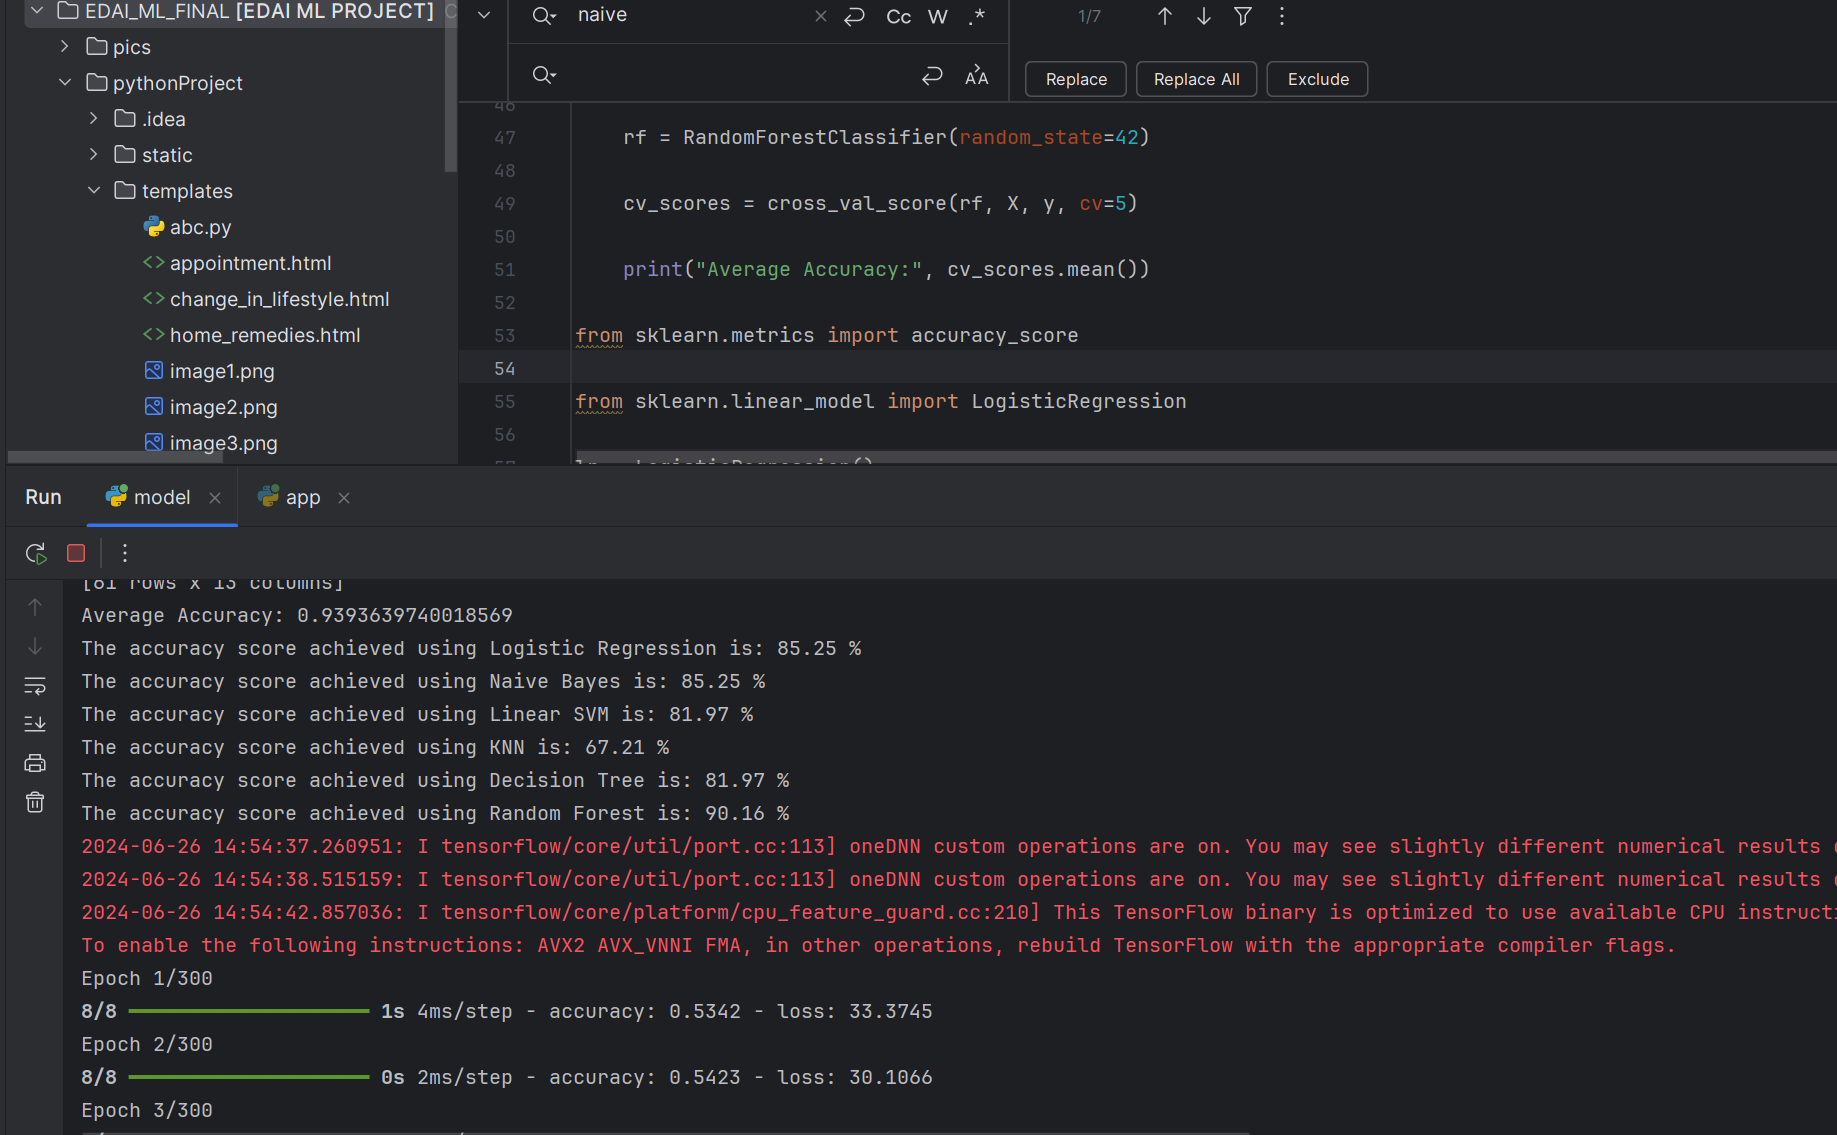 EDAI_ML_FINAL [EDAI ML PROJECT] C
pics
pythonProject
.idea
static
templates
abc.py
appointment.html
change_in_lifestyle.html
home_remedies.html
image1.png
image2.png
image3.png
naive
Cc W .*
1/7
Replace
Replace All
Exclude
46
47 rf = RandomForestClassifier(random_state=42)
48
49 cv_scores = cross_val_score(rf, X, y, cv=5)
50
51 print("Average Accuracy:", cv_scores.mean())
52
53 from sklearn.metrics import accuracy_score
54
55 from sklearn.linear_model import LogisticRegression
56
57 lr = LogisticRegression()
Run
model
app
[61 rows x 13 columns]
Average Accuracy: 0.9393639740018569
The accuracy score achieved using Logistic Regression is: 85.25 %
The accuracy score achieved using Naive Bayes is: 85.25 %
The accuracy score achieved using Linear SVM is: 81.97 %
The accuracy score achieved using KNN is: 67.21 %
The accuracy score achieved using Decision Tree is: 81.97 %
The accuracy score achieved using Random Forest is: 90.16 %
2024-06-26 14:54:37.260951: I tensorflow/core/util/port.cc:113] oneDNN custom operations are on. You may see slightly different numerical results
2024-06-26 14:54:38.515159: I tensorflow/core/util/port.cc:113] oneDNN custom operations are on. You may see slightly different numerical results
2024-06-26 14:54:42.857036: I tensorflow/core/platform/cpu_feature_guard.cc:210] This TensorFlow binary is optimized to use available CPU instructi
To enable the following instructions: AVX2 AVX_VNNI FMA, in other operations, rebuild TensorFlow with the appropriate compiler flags.
Epoch 1/300
8/8 1s 4ms/step - accuracy: 0.5342 - loss: 33.3745
Epoch 2/300
8/8 0s 2ms/step - accuracy: 0.5423 - loss: 30.1066
Epoch 3/300